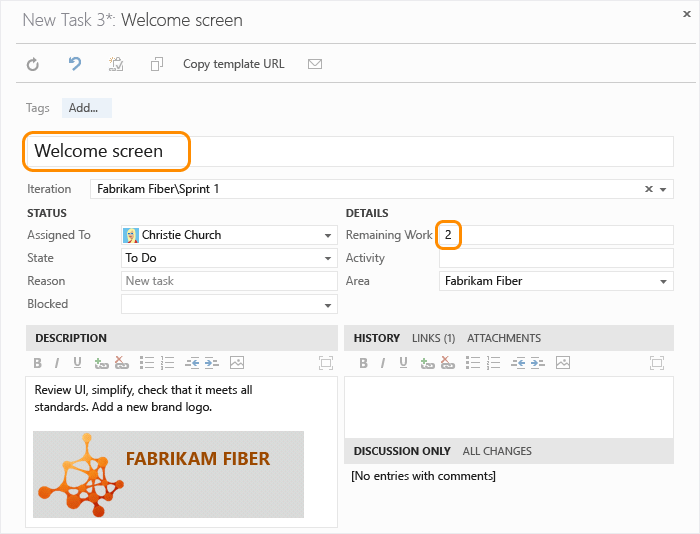 New Task 3*: Welcome screen
Copy template URL
Tags Add...
Welcome screen
Iteration Fabrikam Fiber\Sprint 1
STATUS
Assigned To Christie Church
State To Do
Reason New task
Blocked
DETAILS
Remaining Work 2
Activity
Area Fabrikam Fiber
DESCRIPTION
B I U
Review UI, simplify, check that it meets all
standards. Add a new brand logo.
FABRIKAM FIBER
HISTORY LINKS (1) ATTACHMENTS
B I U
DISCUSSION ONLY ALL CHANGES
[No entries with comments]